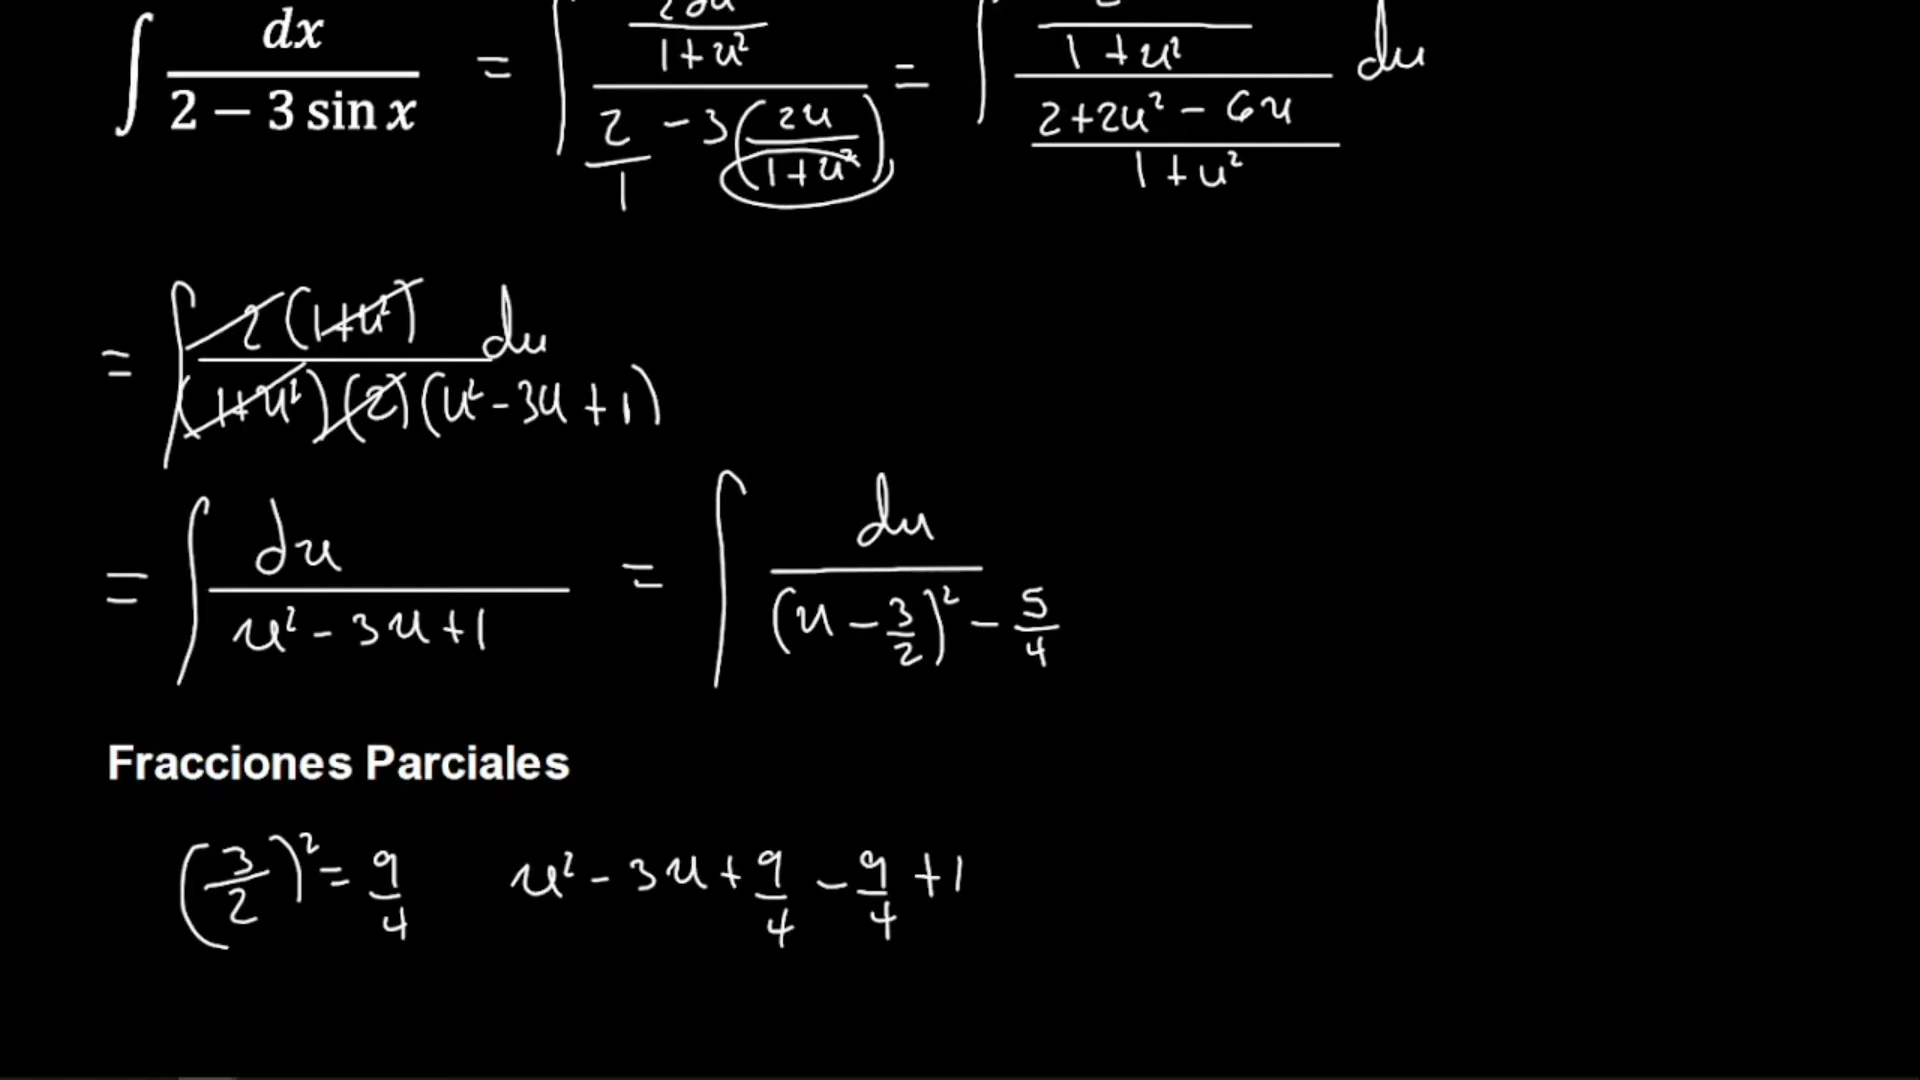 ∫ dx / (2 − 3 sin x) = ∫ (2du / (1+u²)) / (2/1 − 3(2u / (1+u²))) = ∫ ( / (1+u²)) / ((2+2u²−6u) / (1+u²)) du
= ∫ 2(1+u²) / ((1+u²)(2)(u²−3u+1)) du
= ∫ du / (u²−3u+1) = ∫ du / ((u − 3/2)² − 5/4)
Fracciones Parciales
(3/2)² = 9/4 u² − 3u + 9/4 − 9/4 + 1